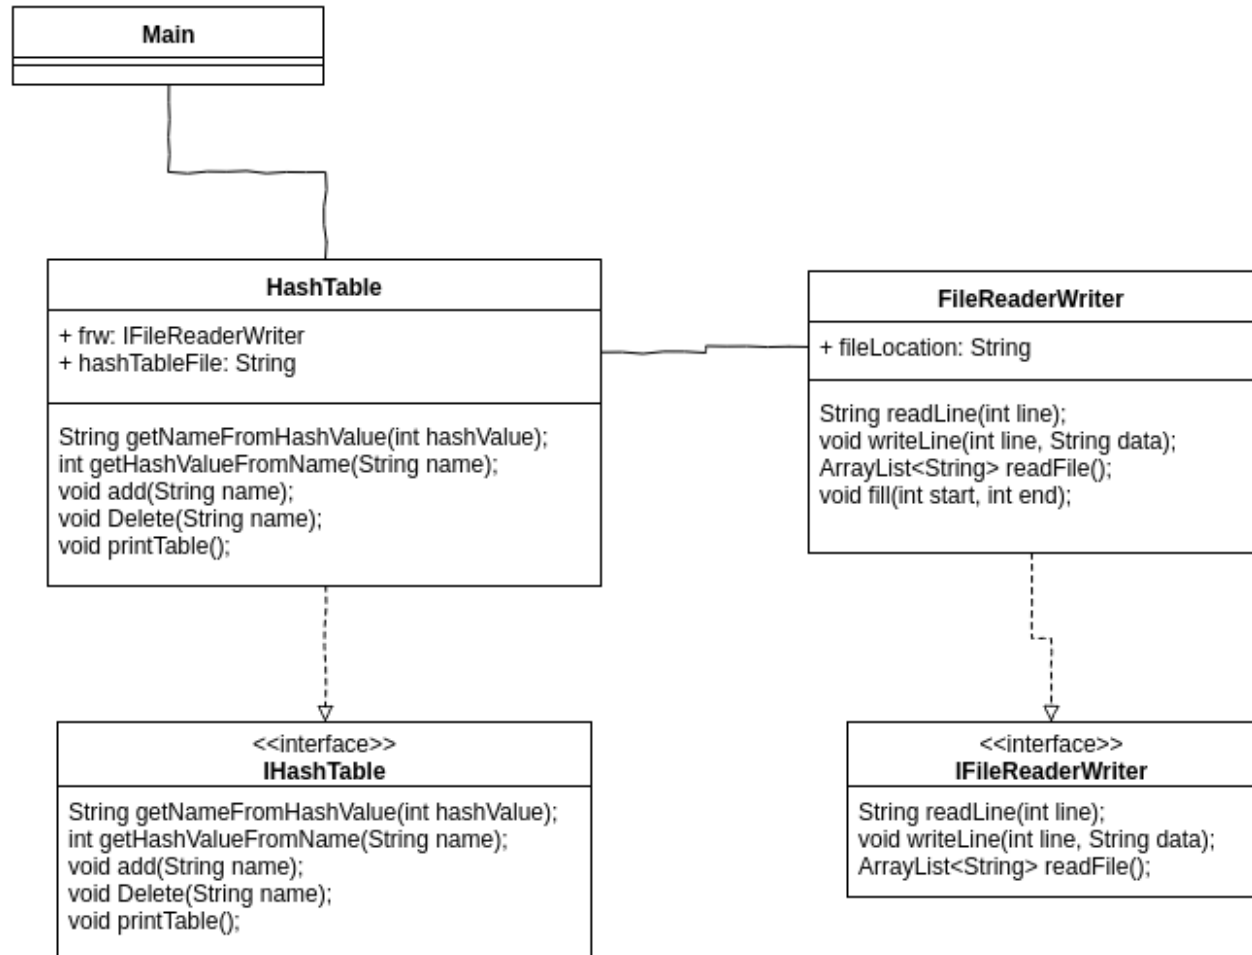 Main
HashTable
+ frw: IFileReaderWriter
+ hashTableFile: String
String getNameFromHashValue(int hashValue);
int getHashValueFromName(String name);
void add(String name);
void Delete(String name);
void printTable();
FileReaderWriter
+ fileLocation: String
String readLine(int line);
void writeLine(int line, String data);
ArrayList<String> readFile();
void fill(int start, int end);
<<interface>>
IHashTable
String getNameFromHashValue(int hashValue);
int getHashValueFromName(String name);
void add(String name);
void Delete(String name);
void printTable();
<<interface>>
IFileReaderWriter
String readLine(int line);
void writeLine(int line, String data);
ArrayList<String> readFile();